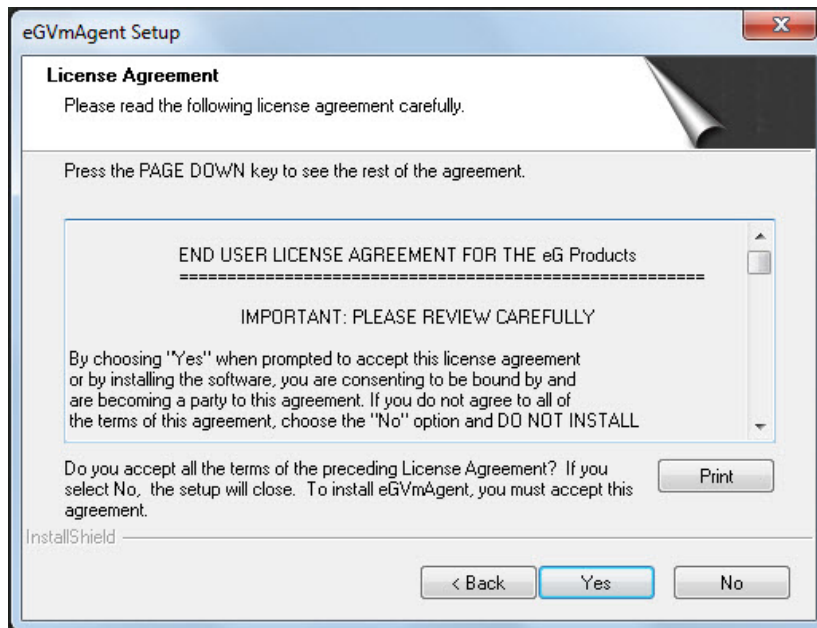 eGVmAgent Setup
License Agreement
Please read the following license agreement carefully.
Press the PAGE DOWN key to see the rest of the agreement.
END USER LICENSE AGREEMENT FOR THE eG Products
=======================================================
IMPORTANT: PLEASE REVIEW CAREFULLY
By choosing "Yes" when prompted to accept this license agreement
or by installing the software, you are consenting to be bound by and
are becoming a party to this agreement. If you do not agree to all of
the terms of this agreement, choose the "No" option and DO NOT INSTALL
Do you accept all the terms of the preceding License Agreement? If you
select No, the setup will close. To install eGVmAgent, you must accept this
agreement.
Print
InstallShield
< Back
Yes
No